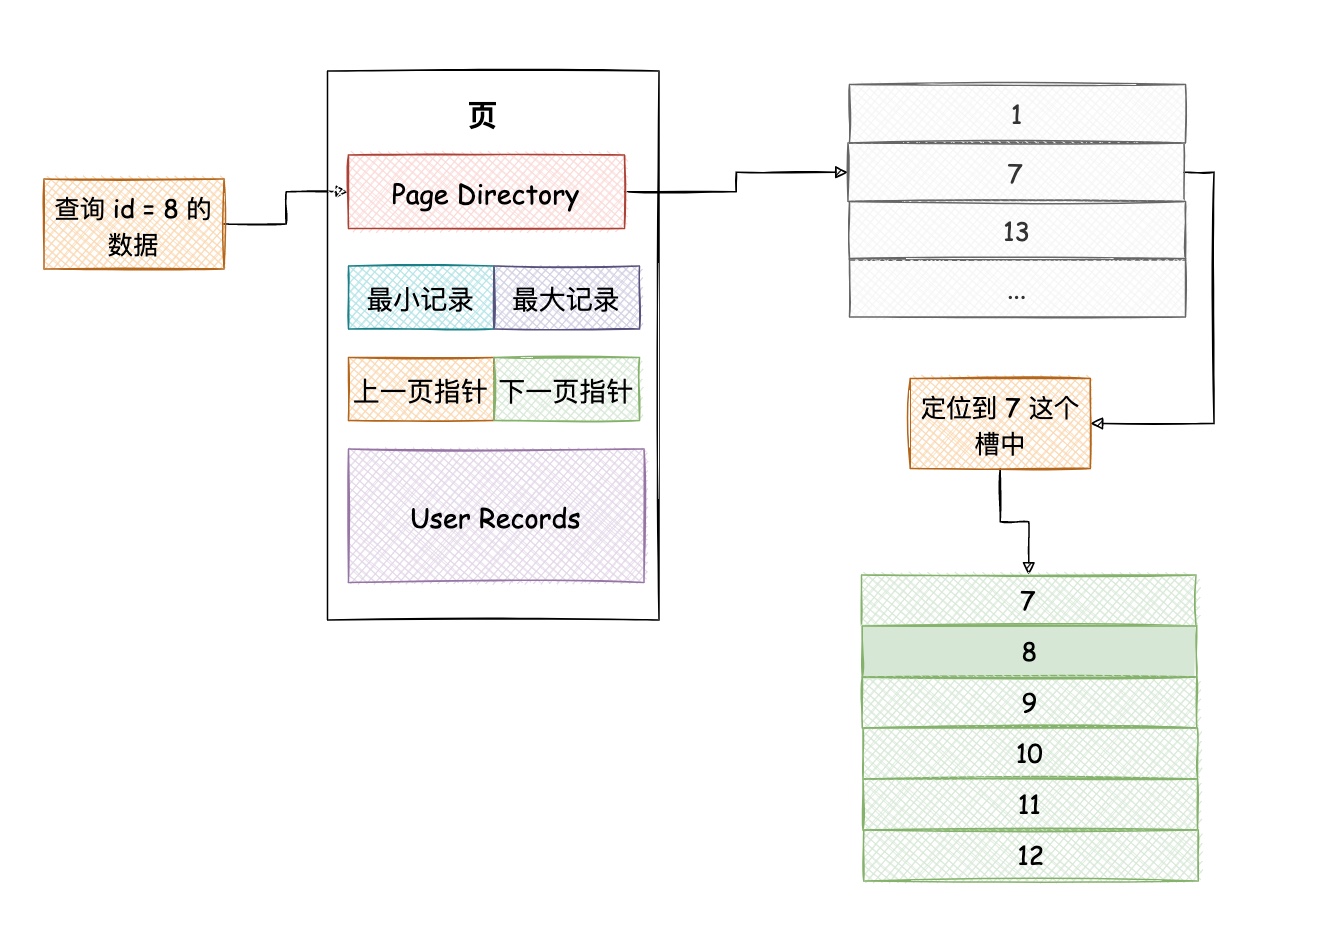 查询 id = 8 的
数据
页
Page Directory
最小记录
最大记录
上一页指针
下一页指针
User Records
1
7
13
...
定位到 7 这个
槽中
7
8
9
10
11
12